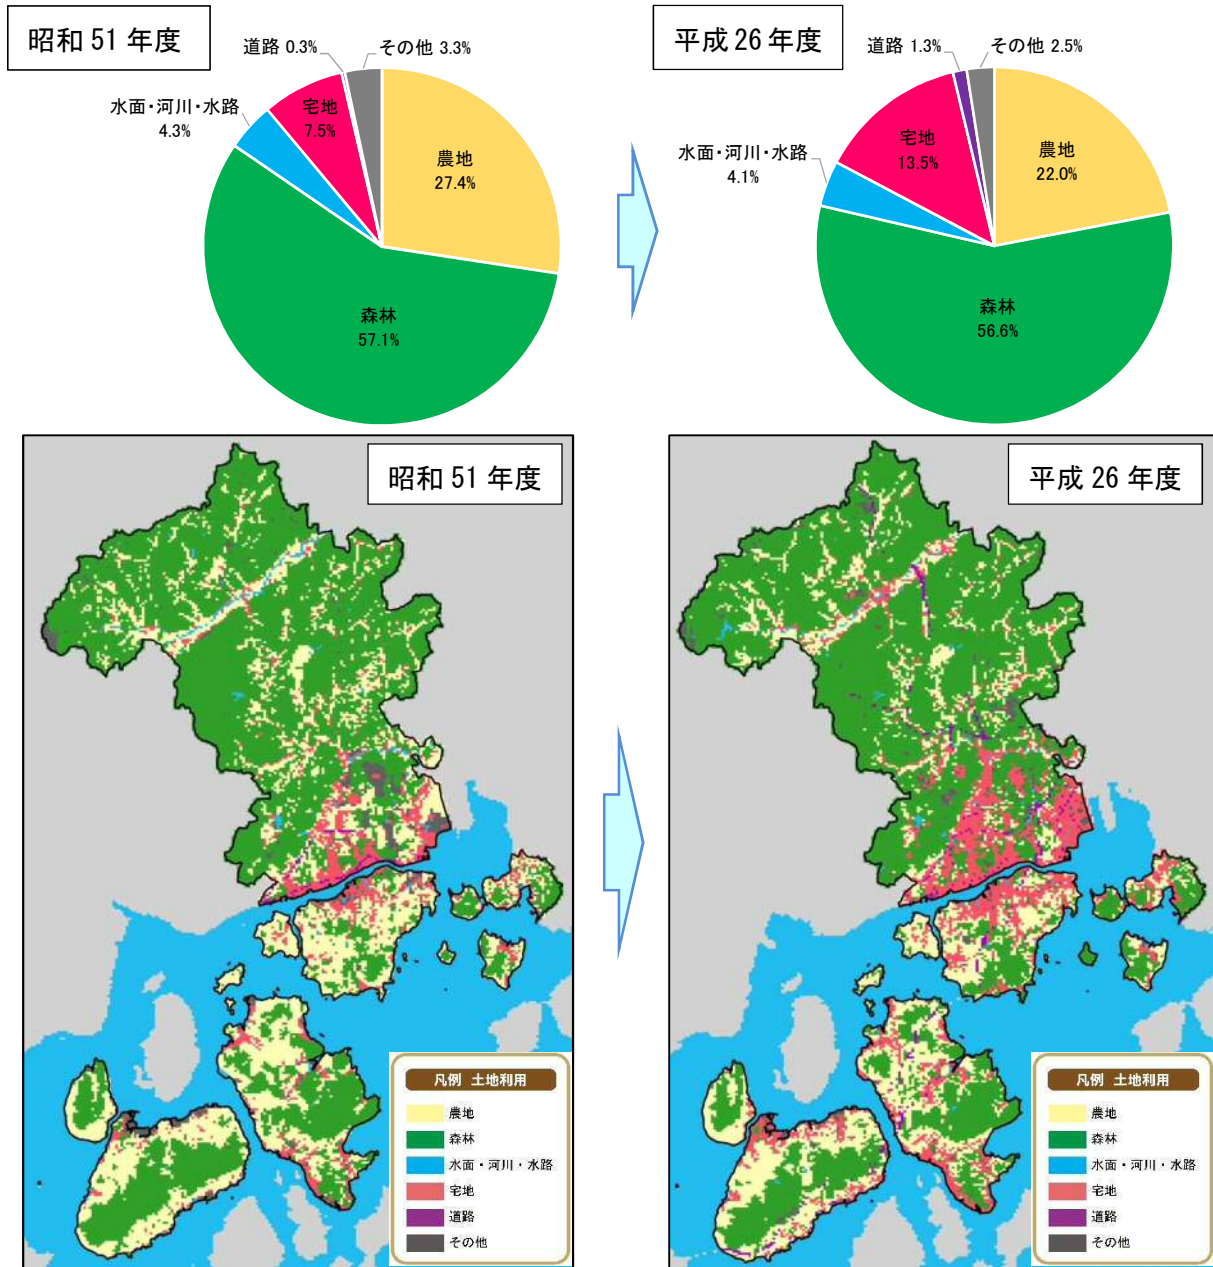 昭和 51 年度
道路 0.3%
その他 3.3%
水面・河川・水路
4.3%
宅地
7.5%
農地
27.4%
森林
57.1%
平成 26 年度
道路 1.3%
その他 2.5%
水面・河川・水路
4.1%
宅地
13.5%
農地
22.0%
森林
56.6%
昭和 51 年度
凡例 土地利用
農地
森林
水面・河川・水路
宅地
道路
その他
平成 26 年度
凡例 土地利用
農地
森林
水面・河川・水路
宅地
道路
その他